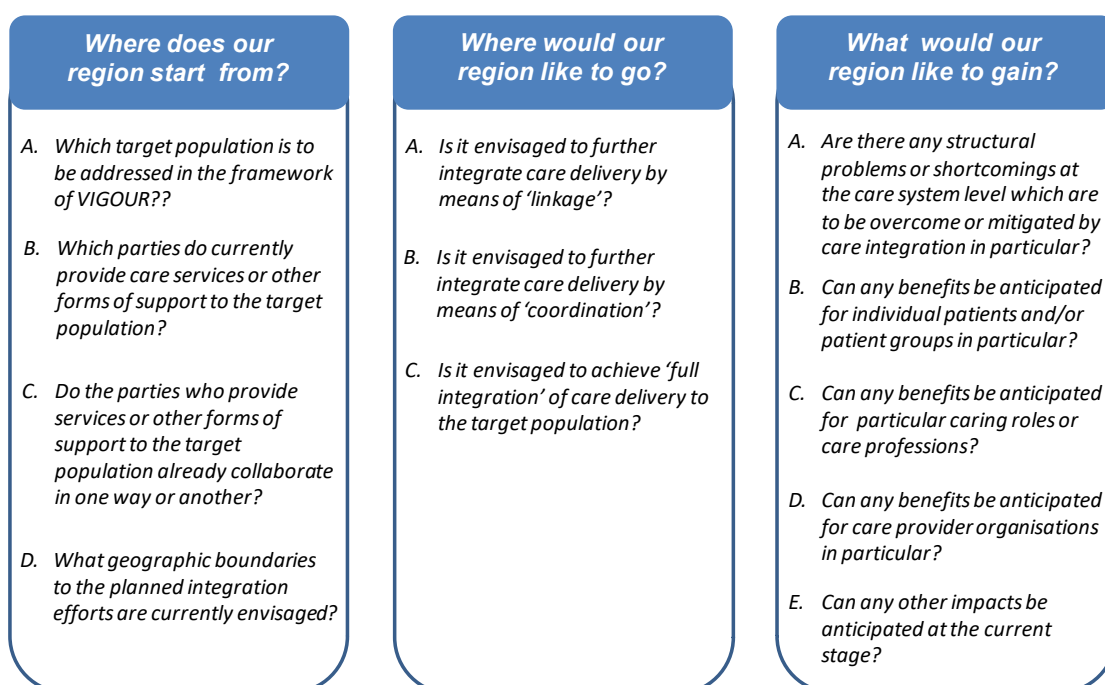 Where does our
region start from?
A. Which target population is to
be addressed in the framework
of VIGOUR??
B. Which parties do currently
provide care services or other
forms of support to the target
population?
C. Do the parties who provide
services or other forms of
support to the target
population already collaborate
in one way or another?
D. What geographic boundaries
to the planned integration
efforts are currently envisaged?
Where would our
region like to go?
A. Is it envisaged to further
integrate care delivery by
means of ‘linkage’?
B. Is it envisaged to further
integrate care delivery by
means of ‘coordination’?
C. Is it envisaged to achieve ‘full
integration’ of care delivery to
the target population?
What would our
region like to gain?
A. Are there any structural
problems or shortcomings at
the care system level which are
to be overcome or mitigated by
care integration in particular?
B. Can any benefits be anticipated
for individual patients and/or
patient groups in particular?
C. Can any benefits be anticipated
for particular caring roles or
care professions?
D. Can any benefits be anticipated
for care provider organisations
in particular?
E. Can any other impacts be
anticipated at the current
stage?